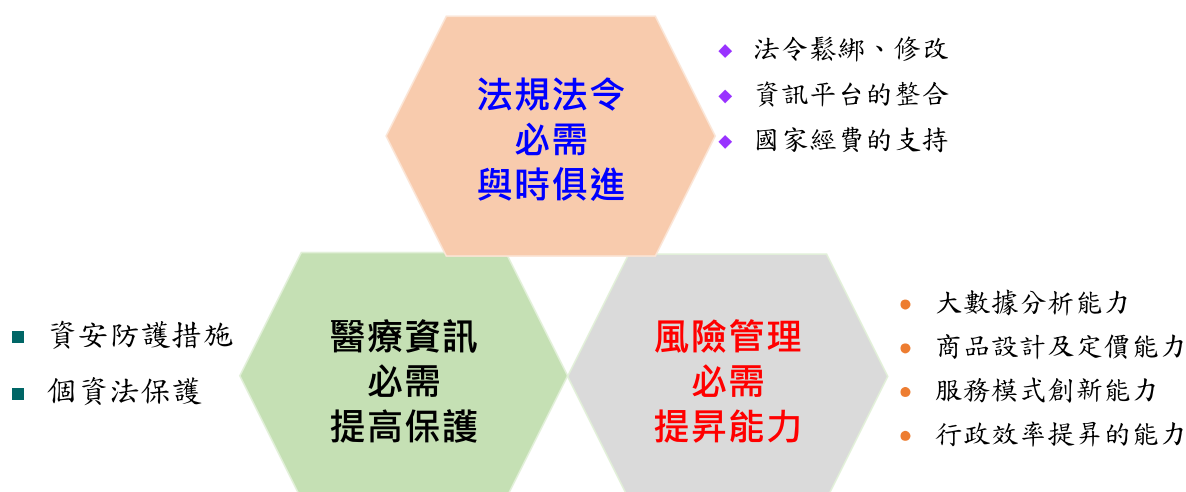 法規法令
必需
與時俱進
法令鬆綁、修改
資訊平台的整合
國家經費的支持
資安防護措施
個資法保護
醫療資訊
必需
提高保護
風險管理
必需
提昇能力
大數據分析能力
商品設計及定價能力
服務模式創新能力
行政效率提昇的能力